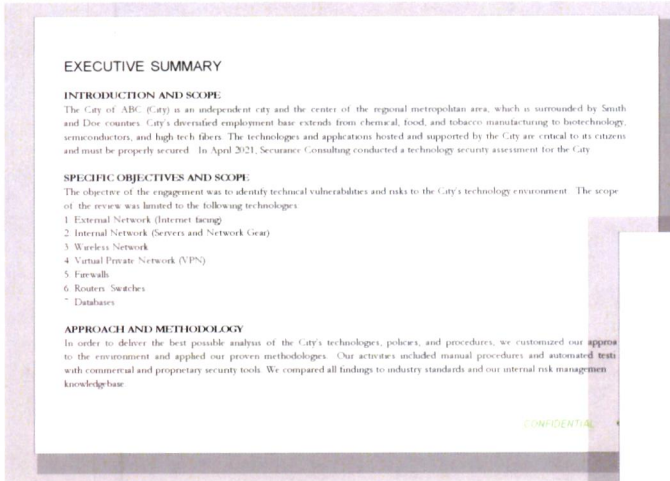 EXECUTIVE SUMMARY
INTRODUCTION AND SCOPE
The City of ABC (City) is an independent city and the center of the regional metropolitan area, which is surrounded by Smith
and Doe counties. City's diversified employment base extends from chemical, food, and tobacco manufacturing to biotechnology,
semiconductors, and high tech fibers. The technologies and applications hosted and supported by the City are critical to its citizens
and must be properly secured. In April 2021, Securance Consulting conducted a technology security assessment for the City
SPECIFIC OBJECTIVES AND SCOPE
The objective of the engagement was to identify technical vulnerabilities and risks to the City's technology environment. The scope
of the review was limited to the following technologies
1 External Network (Internet facing)
2 Internal Network (Servers and Network Gear)
3 Wireless Network
4 Virtual Private Network (VPN)
5 Firewalls
6 Routers Switches
Databases
APPROACH AND METHODOLOGY
In order to deliver the best possible analysis of the City's technologies, policies, and procedures, we customized our approa
to the environment and applied our proven methodologies. Our activities included manual procedures and automated testi
with commercial and proprietary security tools. We compared all findings to industry standards and our internal risk managemen
knowledgebase
CONFIDENTIAL